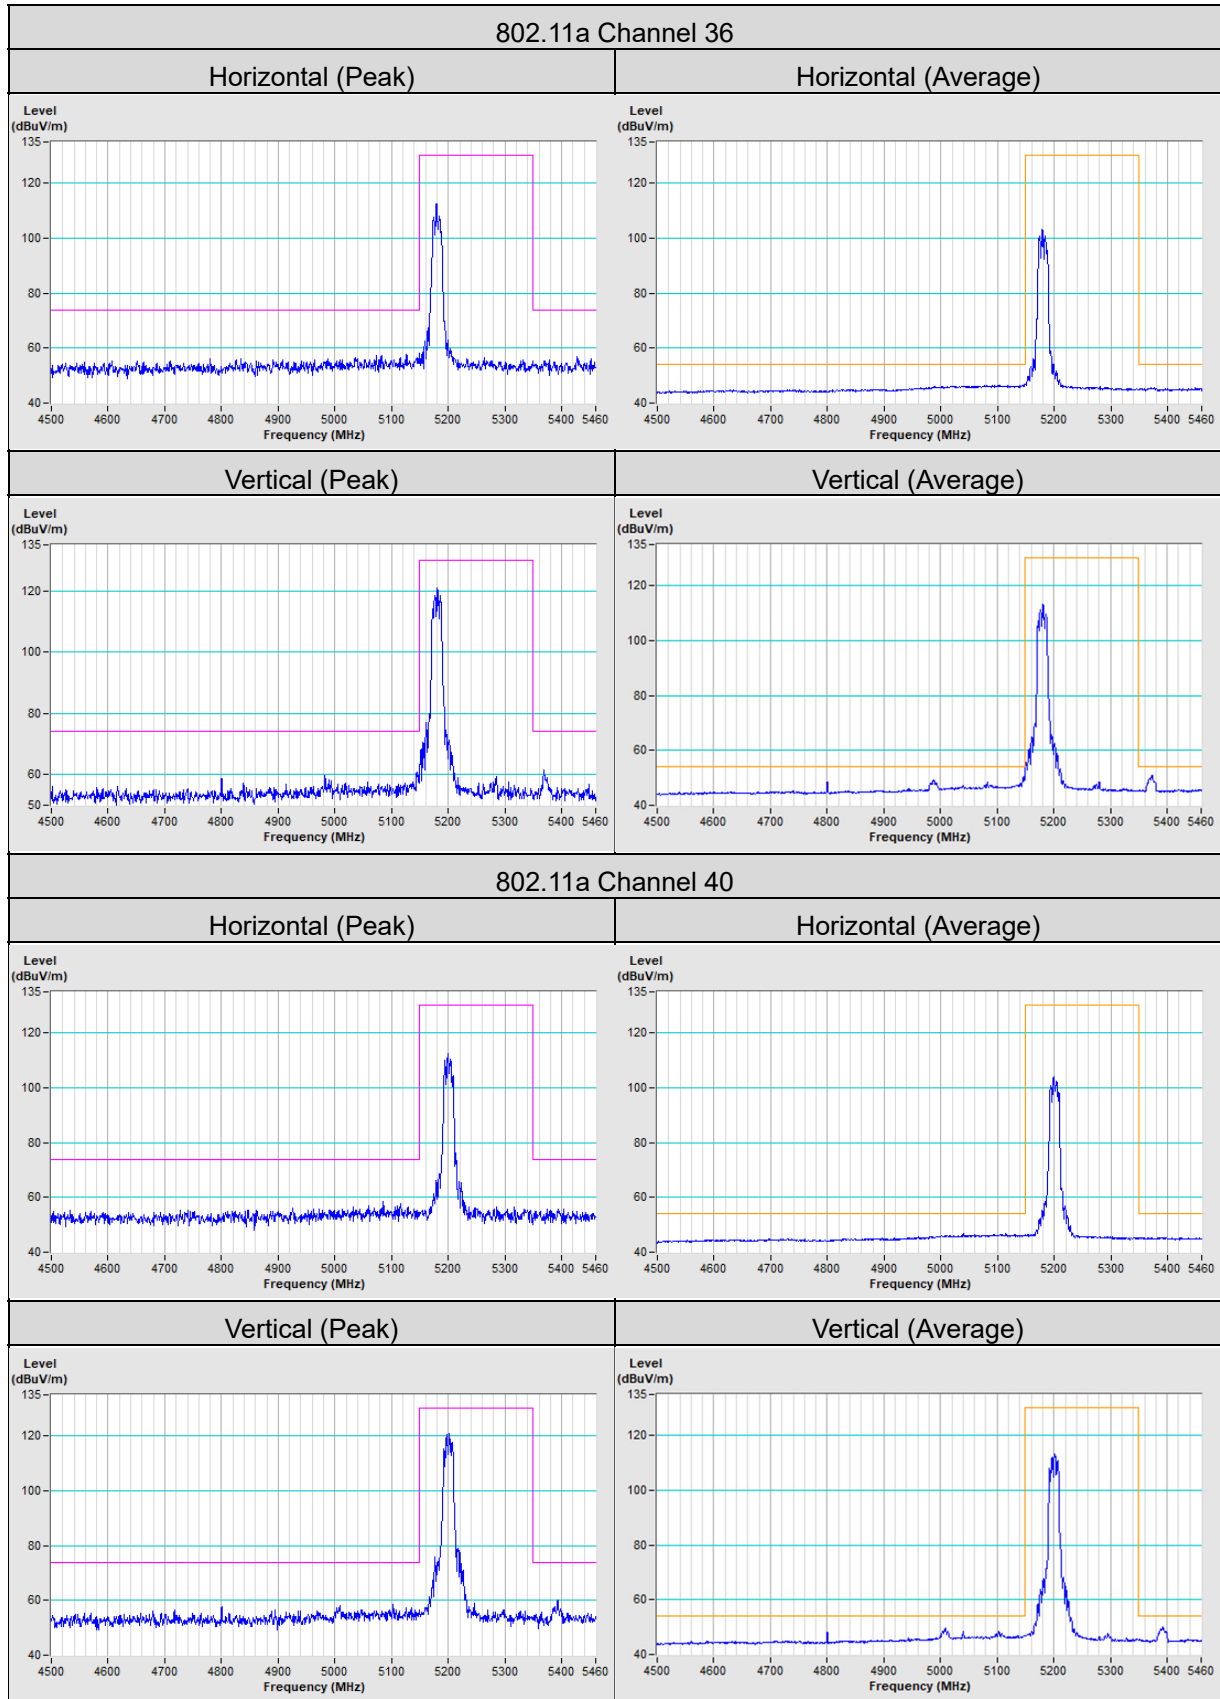 802.11a Channel 36
Horizontal (Peak) Horizontal (Average)
Level Level
(dBuV/m) (dBuV/m)
135 135
120 120
100 100
80 80
60 60
40 40
4500 4600 4700 4800 4900 5000 5100 5200 5300 5400 5460 4500 4600 4700 4800 4900 5000 5100 5200 5300 5400 5460
Frequency (MHz) Frequency (MHz)
Vertical (Peak) Vertical (Average)
Level Level
(dBuV/m) (dBuV/m)
135 135
120 120
100 100
80 80
60 60
50 40
4500 4600 4700 4800 4900 5000 5100 5200 5300 5400 5460 4500 4600 4700 4800 4900 5000 5100 5200 5300 5400 5460
Frequency (MHz) Frequency (MHz)
802.11a Channel 40
Horizontal (Peak) Horizontal (Average)
Level Level
(dBuV/m) (dBuV/m)
135 135
120 120
100 100
80 80
60 60
40 40
4500 4600 4700 4800 4900 5000 5100 5200 5300 5400 5460 4500 4600 4700 4800 4900 5000 5100 5200 5300 5400 5460
Frequency (MHz) Frequency (MHz)
Vertical (Peak) Vertical (Average)
Level Level
(dBuV/m) (dBuV/m)
135 135
120 120
100 100
80 80
60 60
40 40
4500 4600 4700 4800 4900 5000 5100 5200 5300 5400 5460 4500 4600 4700 4800 4900 5000 5100 5200 5300 5400 5460
Frequency (MHz) Frequency (MHz)